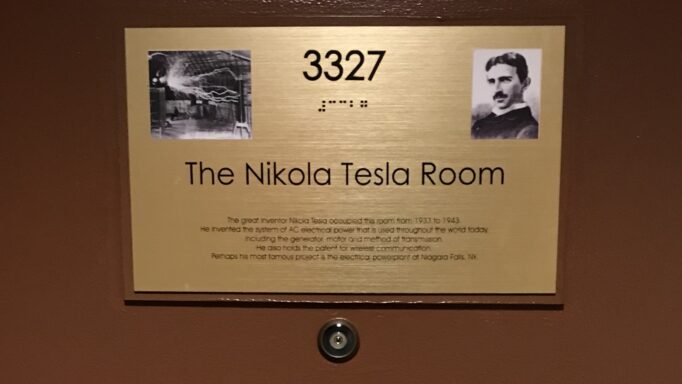 3327
⠼⠉⠉⠃⠛
The Nikola Tesla Room
The great inventor Nikola Tesla occupied this room from 1933 to 1943.
He invented the system of AC electrical power that is used throughout the world today,
including the generator, motor and method of transmission.
He also holds the patent for wireless communication.
Perhaps his most famous project is the electrical powerplant at Niagara Falls, NY.